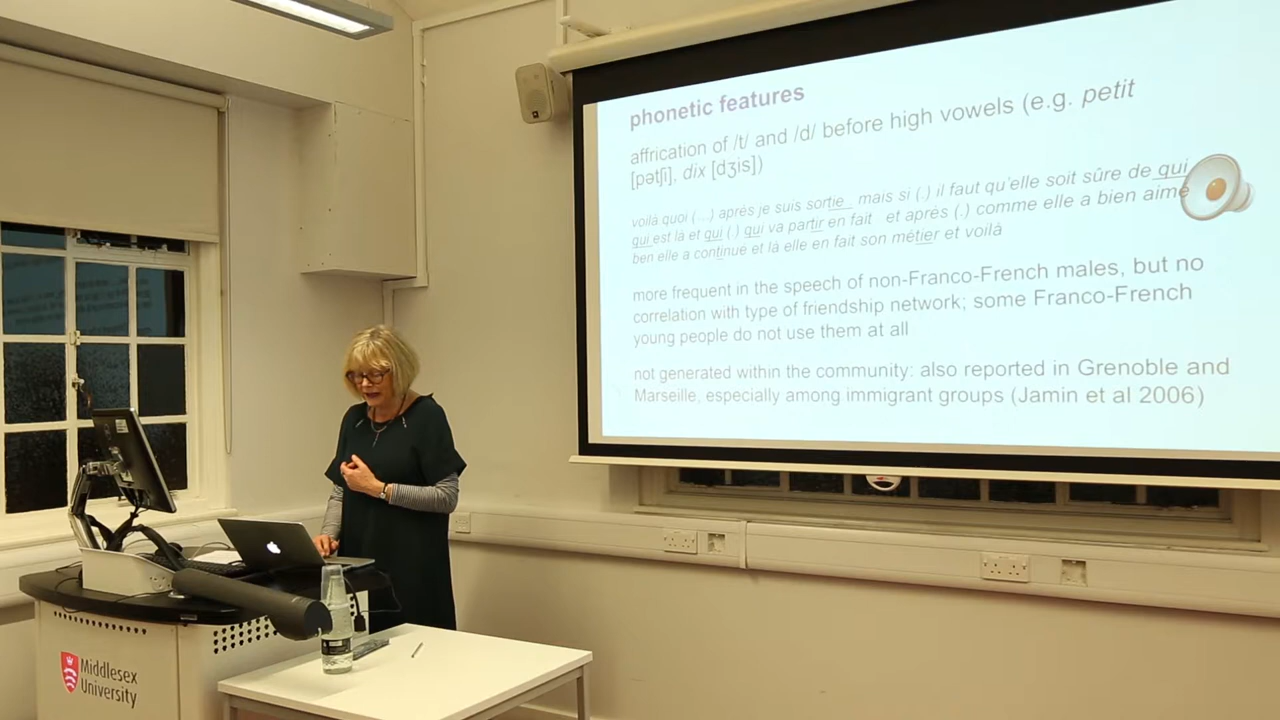 phonetic features
affrication of /t/ and /d/ before high vowels (e.g. petit
[pətʃi], dix [dʒis])
voilà quoi (...) après je suis sortie mais si (.) il faut qu'elle soit sûre de qui
qui est là et qui (.) qui va partir en fait et après (.) comme elle a bien aimé
ben elle a continué et là elle en fait son métier et voilà
more frequent in the speech of non-Franco-French males, but no
correlation with type of friendship network; some Franco-French
young people do not use them at all
not generated within the community: also reported in Grenoble and
Marseille, especially among immigrant groups (Jamin et al 2006)
Middlesex
University